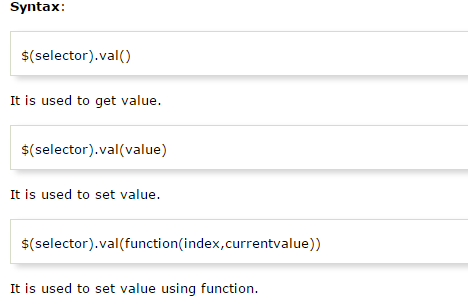 Syntax:
$(selector).val()
It is used to get value.
$(selector).val(value)
It is used to set value.
$(selector).val(function(index,currentvalue))
It is used to set value using function.